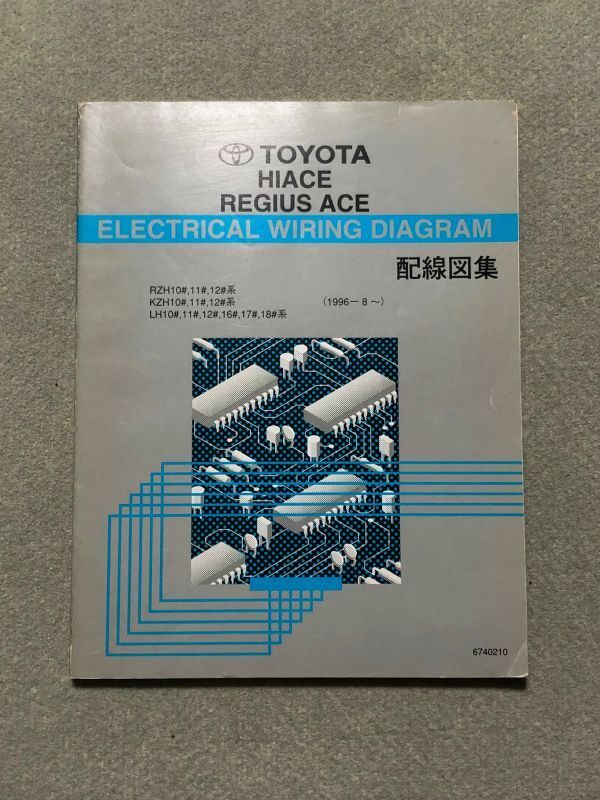 TOYOTA
HIACE
REGIUS ACE
ELECTRICAL WIRING DIAGRAM
配線図集
RZH10#,11#,12#系
KZH10#,11#,12#系 (1996－8～)
LH10#,11#,12#,16#,17#,18#系
6740210